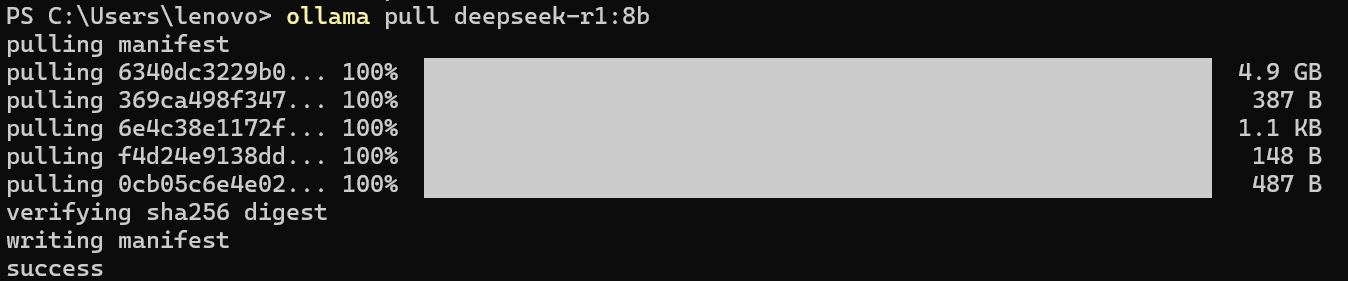 PS C:\Users\lenovo> ollama pull deepseek-r1:8b
pulling manifest
pulling 6340dc3229b0... 100% 4.9 GB
pulling 369ca498f347... 100% 387 B
pulling 6e4c38e1172f... 100% 1.1 KB
pulling f4d24e9138dd... 100% 148 B
pulling 0cb05c6e4e02... 100% 487 B
verifying sha256 digest
writing manifest
success